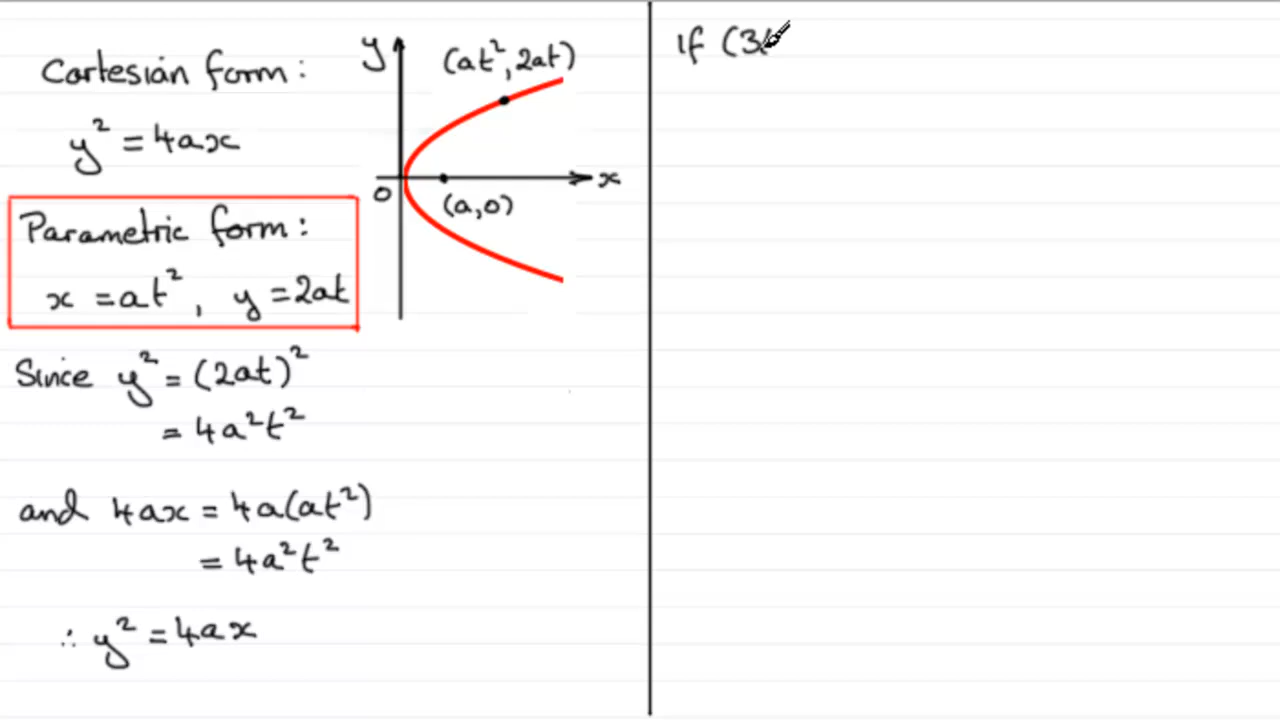 Cartesian form:
y² = 4ax
Parametric form:
x = at², y = 2at
Since y² = (2at)²
= 4a²t²
and 4ax = 4a(at²)
= 4a²t²
∴ y² = 4ax
y
(at², 2at)
O
x
(a,0)
If (3